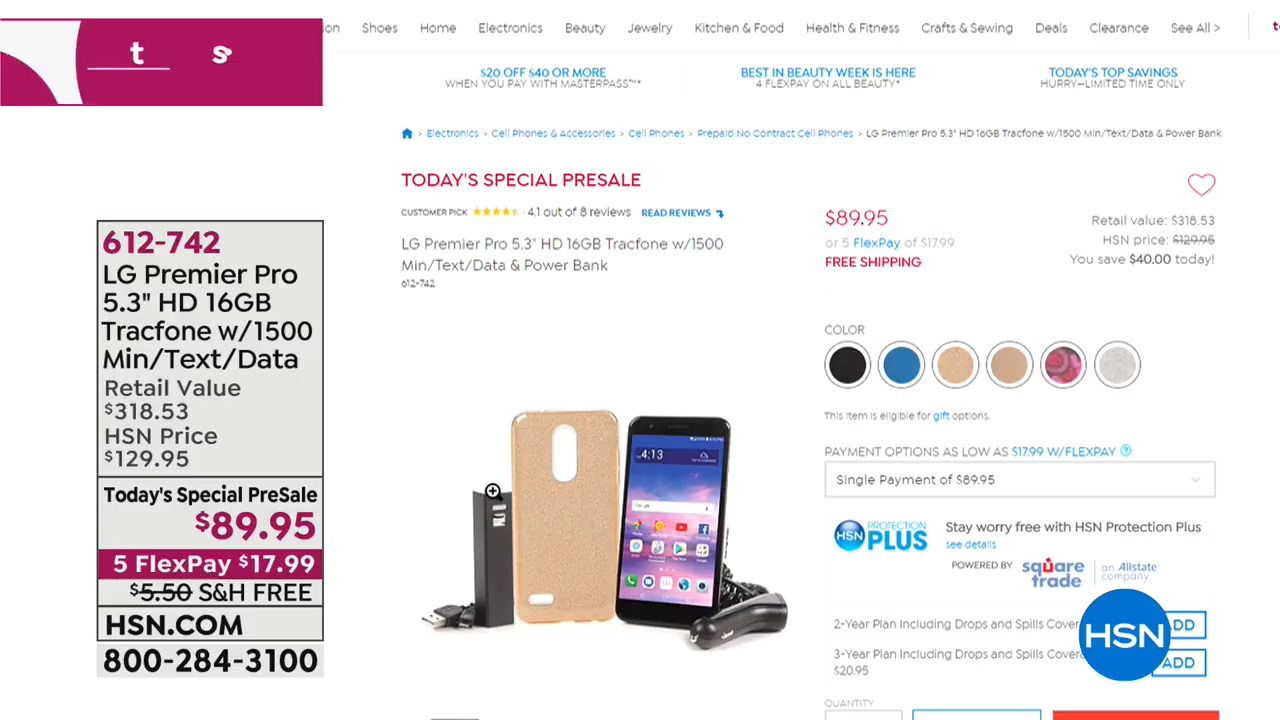 t s
ion Shoes Home Electronics Beauty Jewelry Kitchen & Food Health & Fitness Crafts & Sewing Deals Clearance See All >
$20 OFF $40 OR MORE
WHEN YOU PAY WITH MASTERPASS™*
BEST IN BEAUTY WEEK IS HERE
4 FLEXPAY ON ALL BEAUTY*
TODAY'S TOP SAVINGS
HURRY—LIMITED TIME ONLY
> Electronics > Cell Phones & Accessories > Cell Phones > Prepaid No Contract Cell Phones > LG Premier Pro 5.3" HD 16GB Tracfone w/1500 Min/Text/Data & Power Bank
612-742
LG Premier Pro
5.3" HD 16GB
Tracfone w/1500
Min/Text/Data
Retail Value
$318.53
HSN Price
$129.95
Today's Special PreSale
$89.95
5 FlexPay $17.99
$5.50 S&H FREE
HSN.COM
800-284-3100
TODAY'S SPECIAL PRESALE
CUSTOMER PICK 4.1 out of 8 reviews READ REVIEWS
LG Premier Pro 5.3" HD 16GB Tracfone w/1500
Min/Text/Data & Power Bank
612-742
4:13
$89.95
or 5 FlexPay of $17.99
FREE SHIPPING
Retail value: $318.53
HSN price: $129.95
You save $40.00 today!
COLOR
This item is eligible for gift options.
PAYMENT OPTIONS AS LOW AS $17.99 W/FLEXPAY ?
Single Payment of $89.95
HSN PROTECTION PLUS
Stay worry free with HSN Protection Plus
see details
POWERED BY square trade an Allstate company
2-Year Plan Including Drops and Spills Cover
DD
3-Year Plan Including Drops and Spills Cover
$20.95
ADD
HSN
QUANTITY